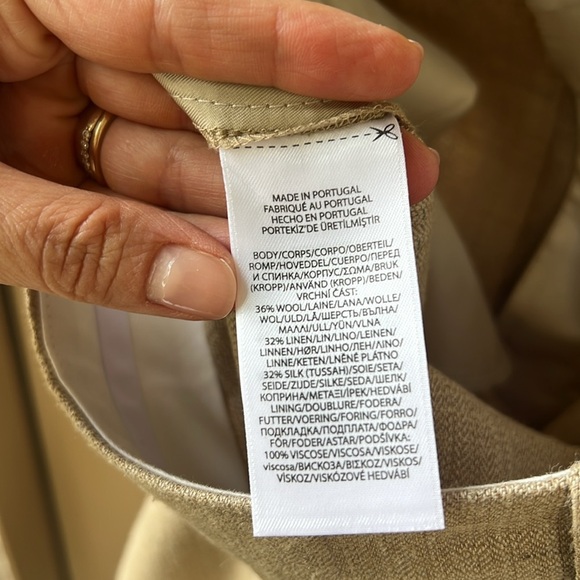 MADE IN PORTUGAL
FABRIQUÉ AU PORTUGAL
HECHO EN PORTUGAL
PORTEKİZ'DE ÜRETİLMİŞTİR
BODY/CORPS/CORPO/OBERTEIL/
ROMP/HOVEDDEL/CUERPO/ПЕРЕД
И СПИНКА/КОРПУС/ΣΩΜΑ/BRUK
(KROPP)/ANVÄND (KROPP)/BEDEN/
VRCHNÍ ČÁST:
36% WOOL/LAINE/LANA/WOLLE/
WOL/ULD/LÃ/ШЕРСТЬ/ВЪЛНА/
ΜΑΛΛΙ/ULL/YÜN/VLNA
32% LINEN/LIN/LINO/LEINEN/
LINNEN/HØR/LINHO/ЛЕН/ΛΙΝΟ/
LINNE/KETEN/LNĚNÉ PLÁTNO
32% SILK (TUSSAH)/SOIE/SETA/
SEIDE/ZIJDE/SILKE/SEDA/ШЕЛК/
КОПРИНА/ΜΕΤΑΞΙ/İPEK/HEDVÁBÍ
LINING/DOUBLURE/FODERA/
FUTTER/VOERING/FORING/FORRO/
ПОДКЛАДКА/ПОДПЛАТА/ΦΟΔΡΑ/
FÔR/FODER/ASTAR/PODŠÍVKA:
100% VISCOSE/VISCOSA/VISKOSE/
viscosa/ВИСКОЗА/ΒΙΣΚΟΖ/VISKOS/
VİSKOZ/VISKÓZOVÉ HEDVÁBÍ